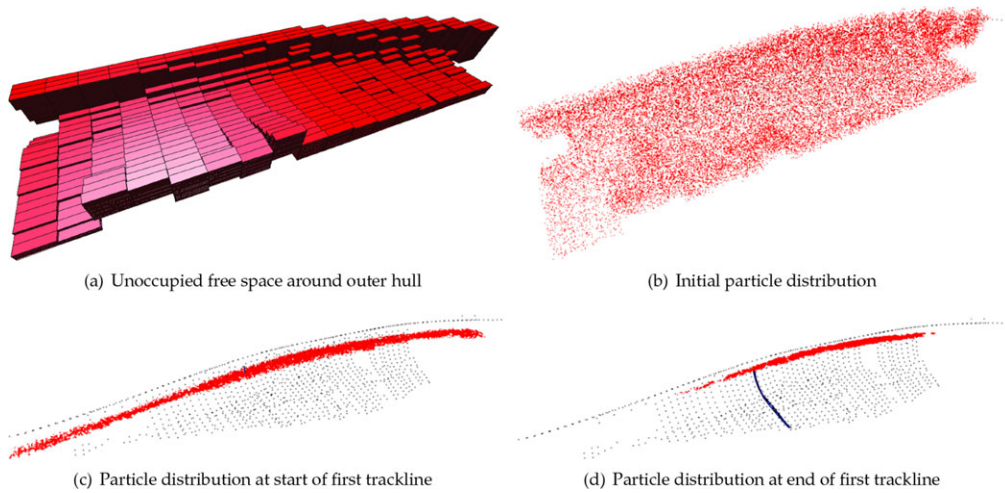 (a) Unoccupied free space around outer hull
(b) Initial particle distribution
(c) Particle distribution at start of first trackline
(d) Particle distribution at end of first trackline